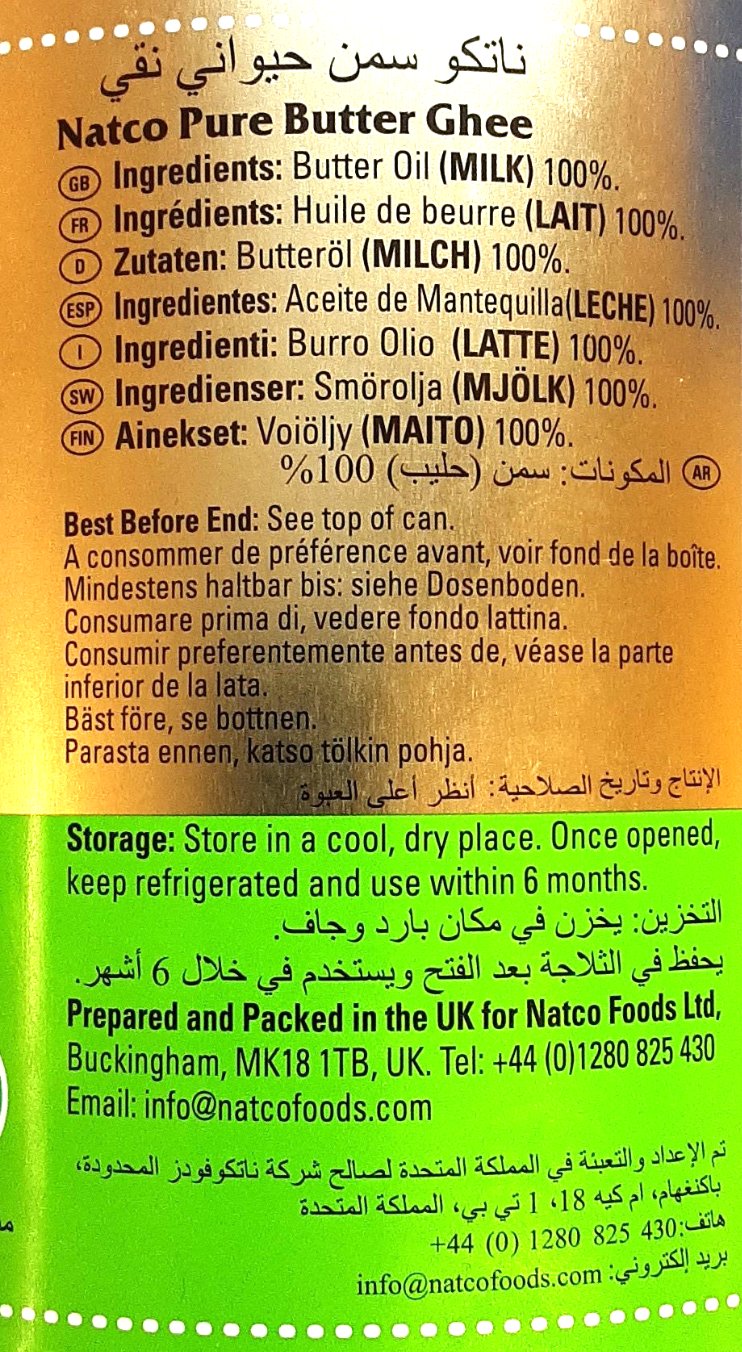 ناتكو سمن حيواني نقي
Natco Pure Butter Ghee
GB Ingredients: Butter Oil (MILK) 100%.
FR Ingrédients: Huile de beurre (LAIT) 100%.
D Zutaten: Butteröl (MILCH) 100%.
ESP Ingredientes: Aceite de Mantequilla(LECHE) 100%.
I Ingredienti: Burro Olio (LATTE) 100%.
SW Ingredienser: Smörolja (MJÖLK) 100%.
FIN Ainekset: Voiöljy (MAITO) 100%.
AR المكونات: سمن (حليب) 100%
Best Before End: See top of can.
A consommer de préférence avant, voir fond de la boîte.
Mindestens haltbar bis: siehe Dosenboden.
Consumare prima di, vedere fondo lattina.
Consumir preferentemente antes de, véase la parte
inferior de la lata.
Bäst före, se bottnen.
Parasta ennen, katso tölkin pohja.
الإنتاج وتاريخ الصلاحية: أنظر أعلى العبوة
Storage: Store in a cool, dry place. Once opened,
keep refrigerated and use within 6 months.
التخزين: يخزن في مكان بارد وجاف.
يحفظ في الثلاجة بعد الفتح ويستخدم في خلال 6 أشهر.
Prepared and Packed in the UK for Natco Foods Ltd,
Buckingham, MK18 1TB, UK. Tel: +44 (0)1280 825 430
Email: info@natcofoods.com
تم الإعداد والتعبئة في المملكة المتحدة لصالح شركة ناتكوفودز المحدودة،
باكنغهام، ام كيه 18، 1 تي بي، المملكة المتحدة
هاتف:430 825 1280 (0) 44+
بريد إلكتروني: info@natcofoods.com